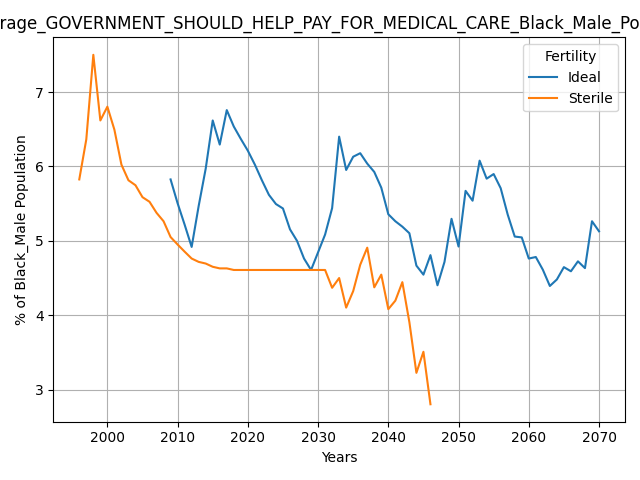 rage_GOVERNMENT_SHOULD_HELP_PAY_FOR_MEDICAL_CARE_Black_Male_Po
Fertility
Ideal
Sterile
% of Black_Male Population
7
6
5
4
3
2000 2010 2020 2030 2040 2050 2060 2070
Years